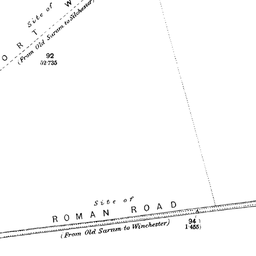 Site of
ORT W
(From Old Sarum to Silchester)
92
52·735
Site of
ROMAN ROAD
(From Old Sarum to Winchester)
94
1·455